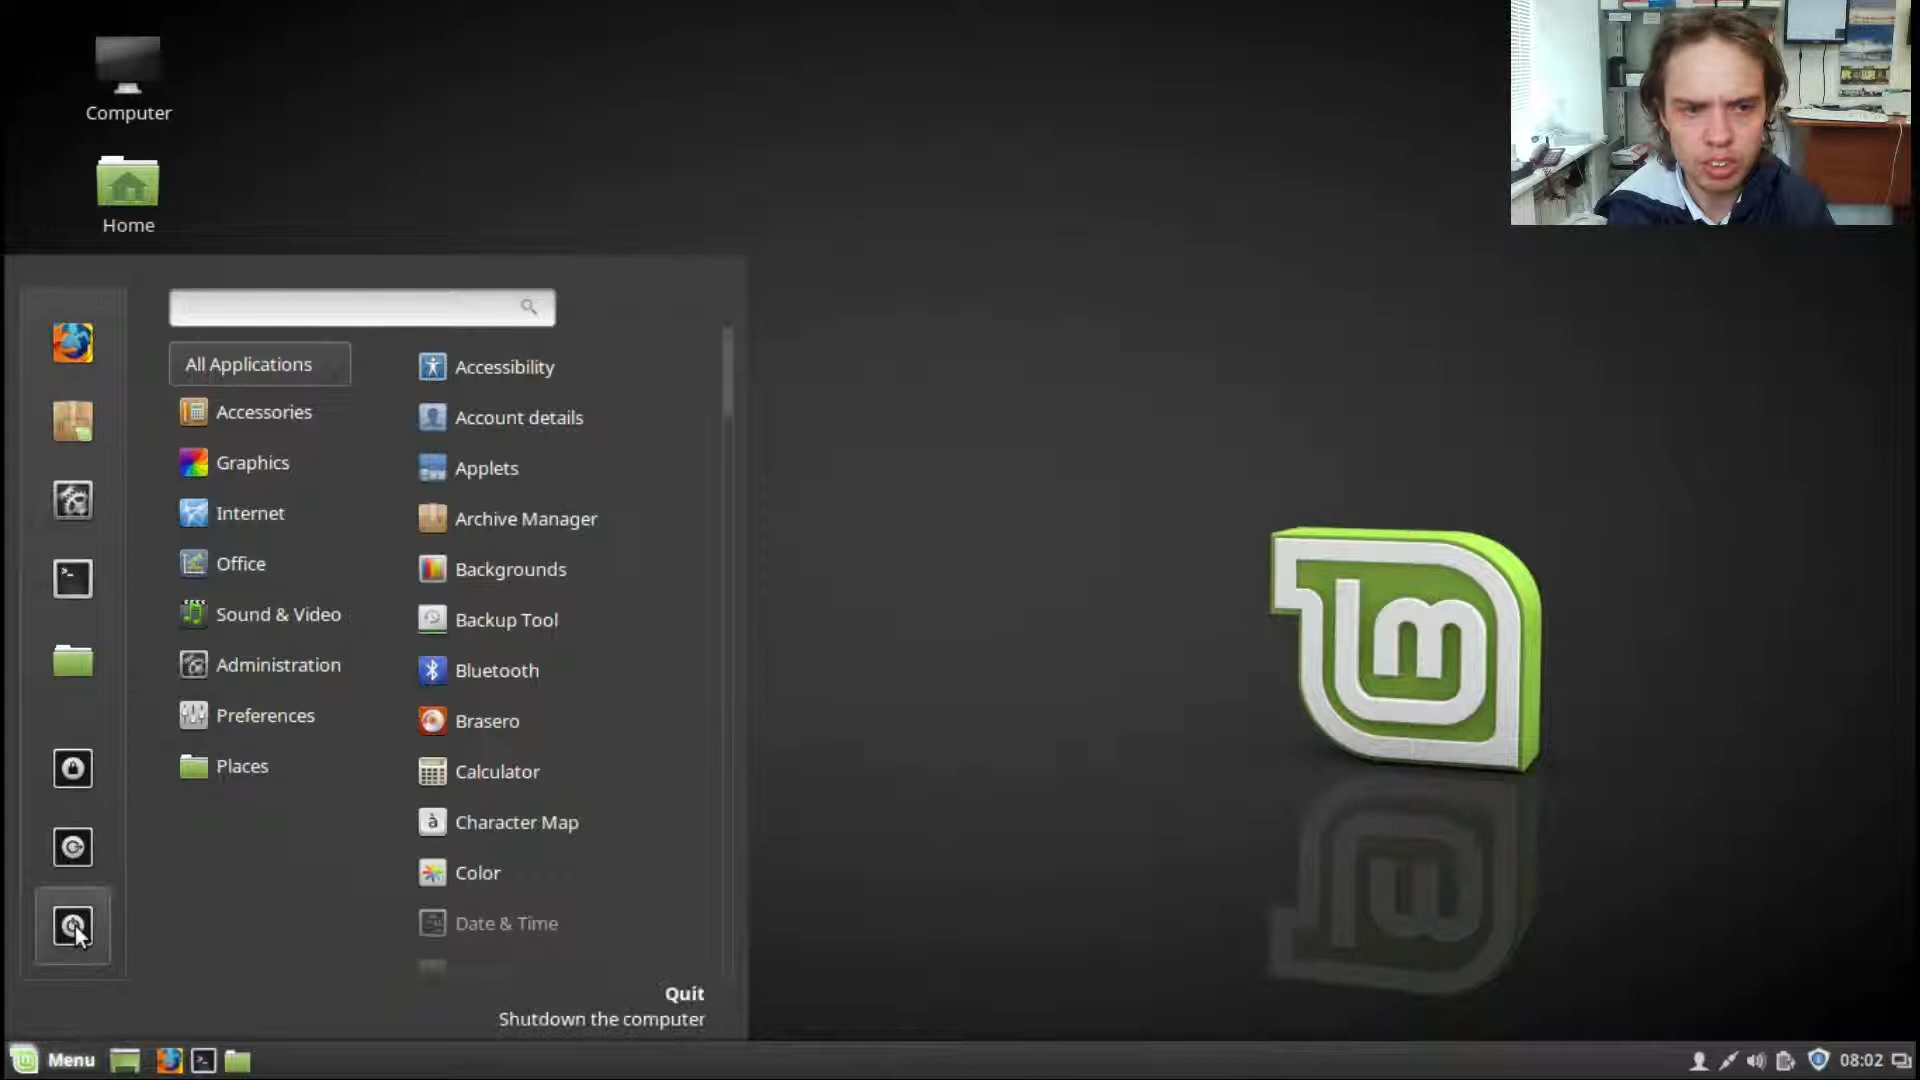 Computer
Home
All Applications
Accessories
Graphics
Internet
Office
Sound & Video
Administration
Preferences
Places
Accessibility
Account details
Applets
Archive Manager
Backgrounds
Backup Tool
Bluetooth
Brasero
Calculator
Character Map
Color
Date & Time
Quit
Shutdown the computer
Menu
08:02